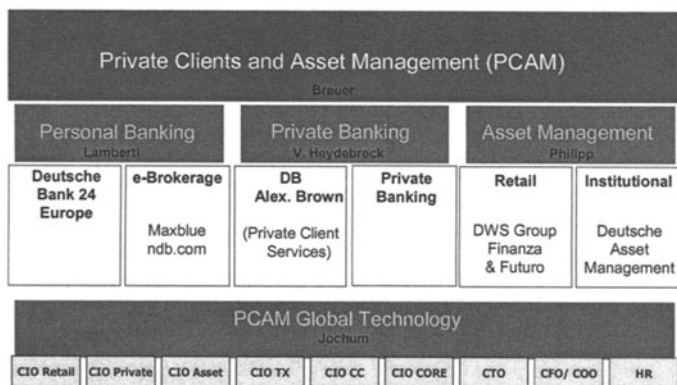 Private Clients and Asset Management (PCAM)
Breuer
Personal Banking
Lamberti
Private Banking
V. Heydebreck
Asset Management
Philipp
Deutsche
Bank 24
Europe
e-Brokerage
Maxblue
ndb.com
DB
Alex. Brown
(Private Client
Services)
Private
Banking
Retail
DWS Group
Finanza
& Futuro
Institutional
Deutsche
Asset
Management
PCAM Global Technology
Jochum
CIO Retail
CIO Private
CIO Asset
CIO TX
CIO CC
CIO CORE
CTO
CFO/ COO
HR